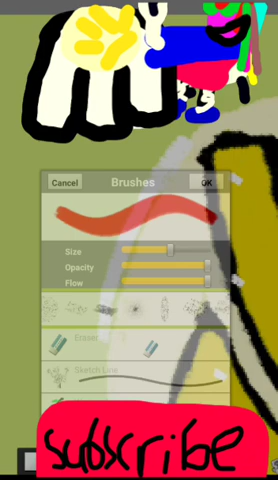 Cancel Brushes OK
Size
Opacity
Flow
Eraser
Sketch Line
subscribe